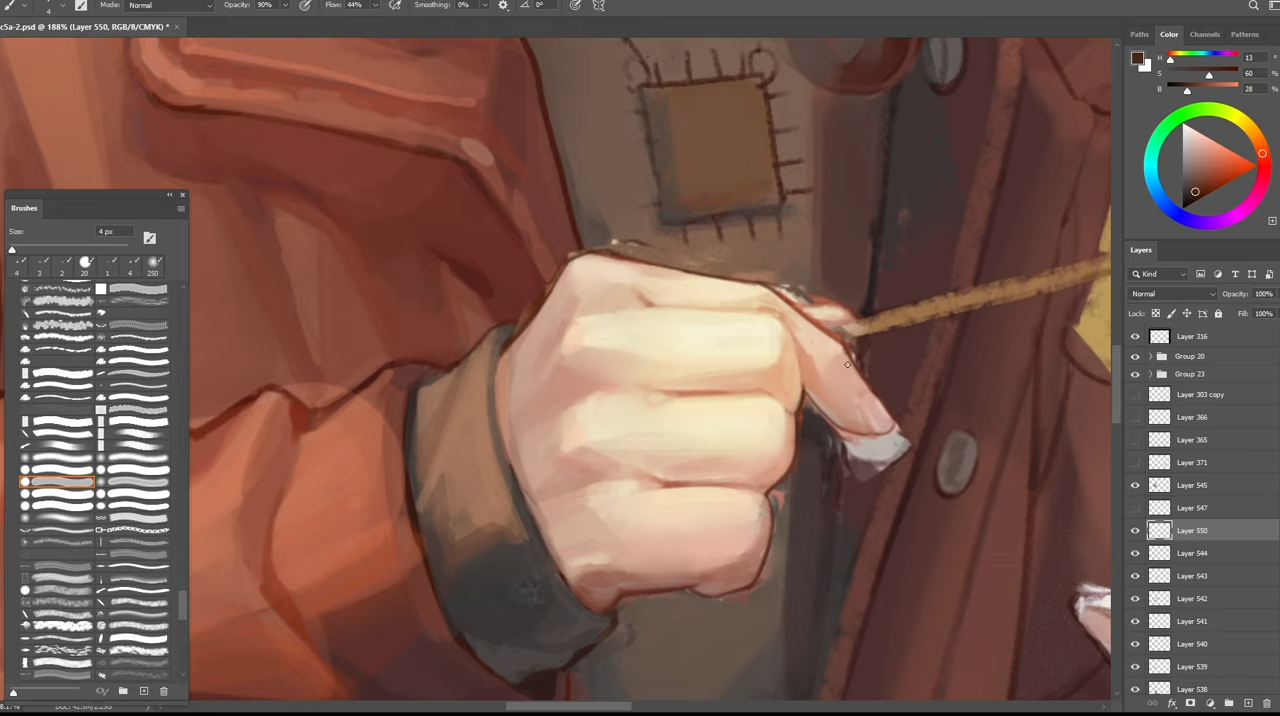 Mode: Normal Opacity: 90% Flow: 44% Smoothing: 0% 0°
4
c5a-2.psd @ 188% (Layer 550, RGB/8/CMYK) * ×
Paths Color Channels Patterns
H 13 °
S 60 %
B 28 %
Brushes
Size: 4 px
4 3 2 20 1 4 250
Layers
Kind
Normal Opacity: 100%
Lock: Fill: 100%
Layer 316
Group 20
Group 23
Layer 303 copy
Layer 366
Layer 365
Layer 371
Layer 545
Layer 547
Layer 550
Layer 544
Layer 543
Layer 542
Layer 541
Layer 540
Layer 539
Layer 538